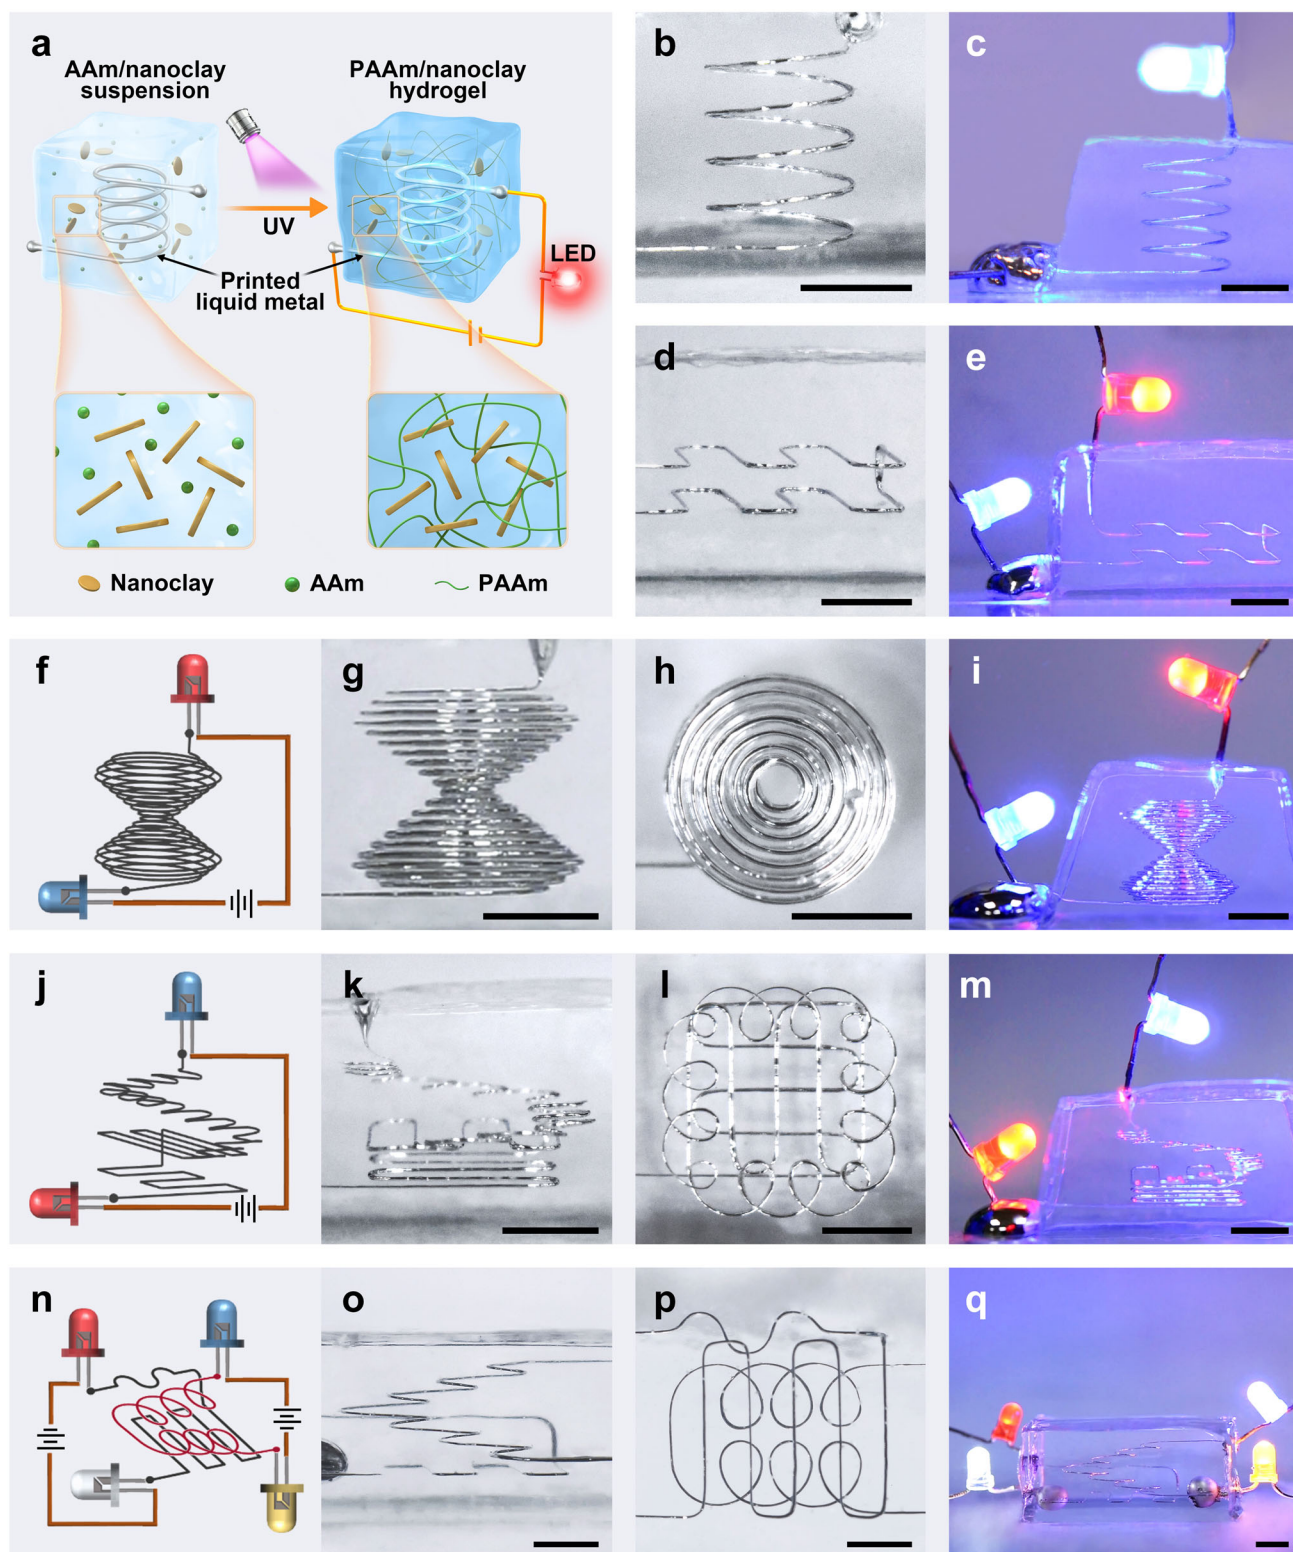 a
AAm/nanoclay
suspension
PAAm/nanoclay
hydrogel
UV
LED
Printed
liquid metal
Nanoclay
AAm
PAAm
b
c
d
e
f
g
h
i
j
k
l
m
n
o
p
q